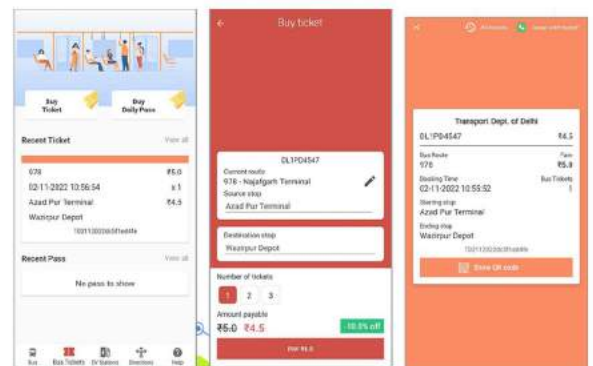 Buy
Ticket
Buy
Daily Pass
Recent Ticket
View all
978
₹5.0
02-11-2022 10:56:54
x 1
Azad Pur Terminal
₹4.5
Wazirpur Depot
Recent Pass
View all
No pass to show
Bus
Bus Tickets
EV Stations
Directions
Help
Buy ticket
DL1PD4547
Current route
978 - Najafgarh Terminal
Source stop
Azad Pur Terminal
Destination stop
Wazirpur Depot
Number of tickets
1 2 3
Amount payable
₹5.0 ₹4.5
-10.0% off
Transport Dept. of Delhi
DL1PD4547
₹4.5
Bus Route
Fare
978
₹5.0
Booking Time
Bus Tickets
02-11-2022 10:55:52
1
Starting stop
Azad Pur Terminal
Ending stop
Wazirpur Depot
Show QR code